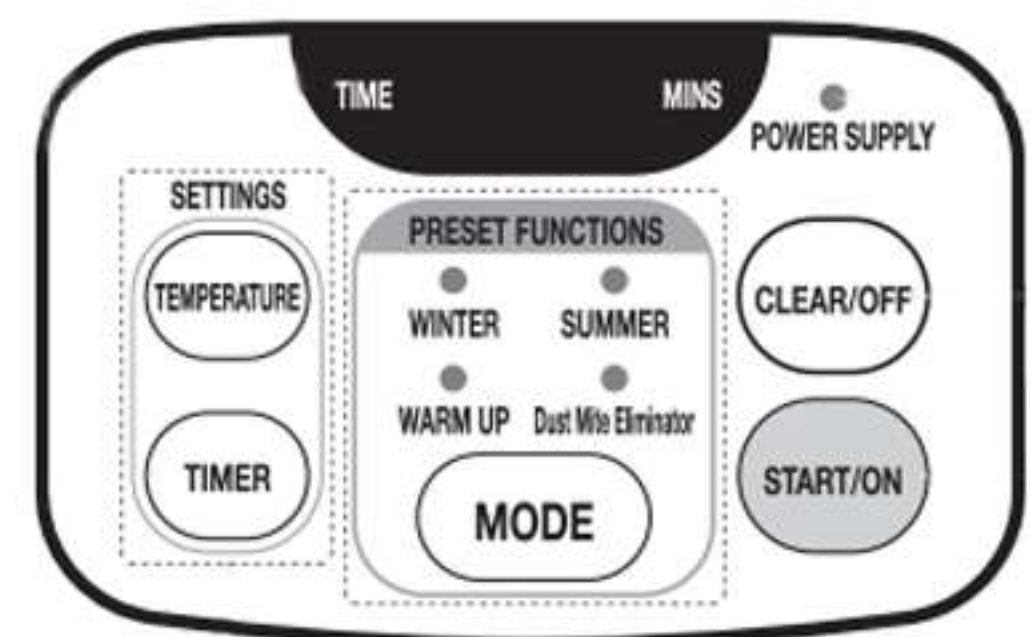 TIME MINS
POWER SUPPLY
SETTINGS
TEMPERATURE
TIMER
PRESET FUNCTIONS
WINTER SUMMER
WARM UP Dust Mite Eliminator
MODE
CLEAR/OFF
START/ON